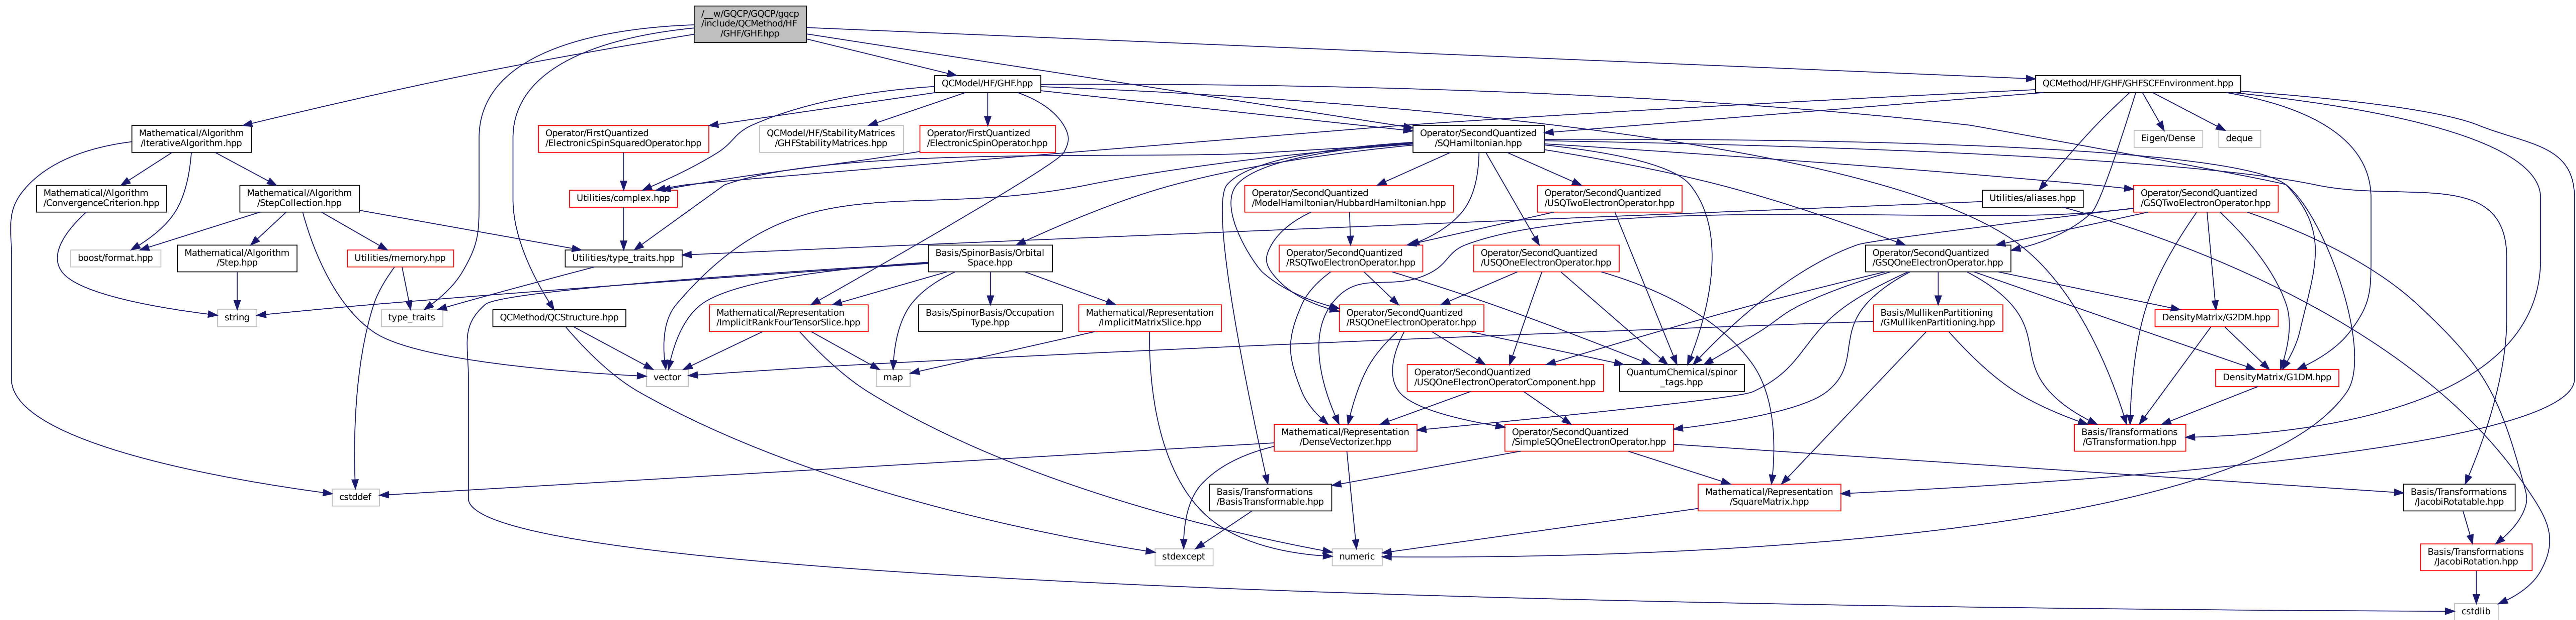 /__w/GQCP/GQCP/gqcp
/include/QCMethod/HF
/GHF/GHF.hpp
QCModel/HF/GHF.hpp
QCMethod/HF/GHF/GHFSCFEnvironment.hpp
Mathematical/Algorithm
/IterativeAlgorithm.hpp
Operator/FirstQuantized
/ElectronicSpinSquaredOperator.hpp
QCModel/HF/StabilityMatrices
/GHFStabilityMatrices.hpp
Operator/FirstQuantized
/ElectronicSpinOperator.hpp
Operator/SecondQuantized
/SQHamiltonian.hpp
Eigen/Dense
deque
Mathematical/Algorithm
/ConvergenceCriterion.hpp
Mathematical/Algorithm
/StepCollection.hpp
Utilities/complex.hpp
Operator/SecondQuantized
/ModelHamiltonian/HubbardHamiltonian.hpp
Operator/SecondQuantized
/USQTwoElectronOperator.hpp
Utilities/aliases.hpp
Operator/SecondQuantized
/GSQTwoElectronOperator.hpp
boost/format.hpp
Mathematical/Algorithm
/Step.hpp
Utilities/memory.hpp
Utilities/type_traits.hpp
Basis/SpinorBasis/Orbital
Space.hpp
Operator/SecondQuantized
/RSQTwoElectronOperator.hpp
Operator/SecondQuantized
/USQOneElectronOperator.hpp
Operator/SecondQuantized
/GSQOneElectronOperator.hpp
string
type_traits
QCMethod/QCStructure.hpp
Mathematical/Representation
/ImplicitRankFourTensorSlice.hpp
Basis/SpinorBasis/Occupation
Type.hpp
Mathematical/Representation
/ImplicitMatrixSlice.hpp
Operator/SecondQuantized
/RSQOneElectronOperator.hpp
Basis/MullikenPartitioning
/GMullikenPartitioning.hpp
DensityMatrix/G2DM.hpp
vector
map
Operator/SecondQuantized
/USQOneElectronOperatorComponent.hpp
QuantumChemical/spinor
_tags.hpp
DensityMatrix/G1DM.hpp
Mathematical/Representation
/DenseVectorizer.hpp
Operator/SecondQuantized
/SimpleSQOneElectronOperator.hpp
Basis/Transformations
/GTransformation.hpp
cstddef
Basis/Transformations
/BasisTransformable.hpp
Mathematical/Representation
/SquareMatrix.hpp
Basis/Transformations
/JacobiRotatable.hpp
stdexcept
numeric
Basis/Transformations
/JacobiRotation.hpp
cstdlib